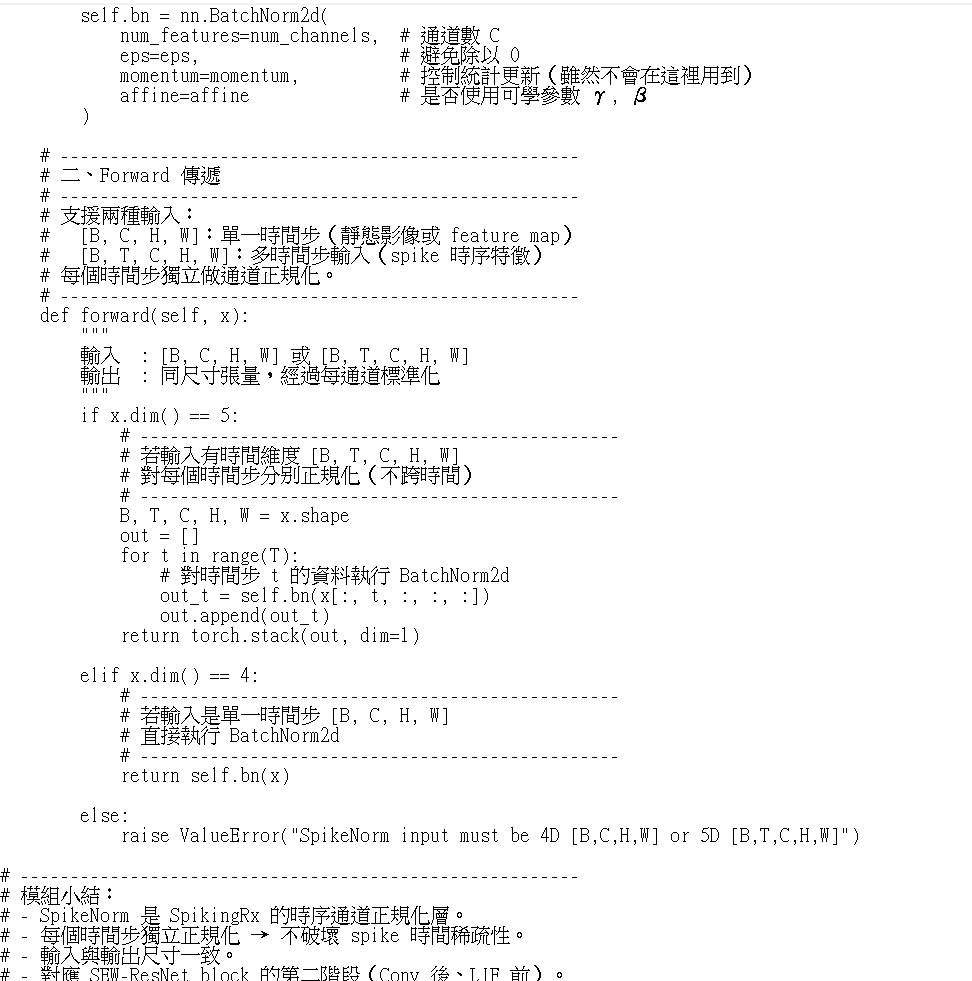 self.bn = nn.BatchNorm2d(
num_features=num_channels,  # 通道數 C
eps=eps,                    # 避免除以 0
momentum=momentum,          # 控制統計更新（雖然不會在這裡用到）
affine=affine               # 是否使用可學參數 γ, β
)
# --------------------------------------------------------
# 二、Forward 傳遞
# --------------------------------------------------------
# 支援兩種輸入：
#   [B, C, H, W]：單一時間步（靜態影像或 feature map）
#   [B, T, C, H, W]：多時間步輸入（spike 時序特徵）
# 每個時間步獨立做通道正規化。
# --------------------------------------------------------
def forward(self, x):
"""
輸入  : [B, C, H, W] 或 [B, T, C, H, W]
輸出  : 同尺寸張量，經過每通道標準化
"""
if x.dim() == 5:
# ------------------------------------------------
# 若輸入有時間維度 [B, T, C, H, W]
# 對每個時間步分別正規化（不跨時間）
# ------------------------------------------------
B, T, C, H, W = x.shape
out = []
for t in range(T):
# 對時間步 t 的資料執行 BatchNorm2d
out_t = self.bn(x[:, t, :, :, :])
out.append(out_t)
return torch.stack(out, dim=1)
elif x.dim() == 4:
# ------------------------------------------------
# 若輸入是單一時間步 [B, C, H, W]
# 直接執行 BatchNorm2d
# ------------------------------------------------
return self.bn(x)
else:
raise ValueError("SpikeNorm input must be 4D [B,C,H,W] or 5D [B,T,C,H,W]")
# --------------------------------------------------------
# 模組小結：
# - SpikeNorm 是 SpikingRx 的時序通道正規化層。
# - 每個時間步獨立正規化 → 不破壞 spike 時間稀疏性。
# - 輸入與輸出尺寸一致。
# - 對應 SEW-ResNet block 的第二階段（Conv 後、LIF 前）。